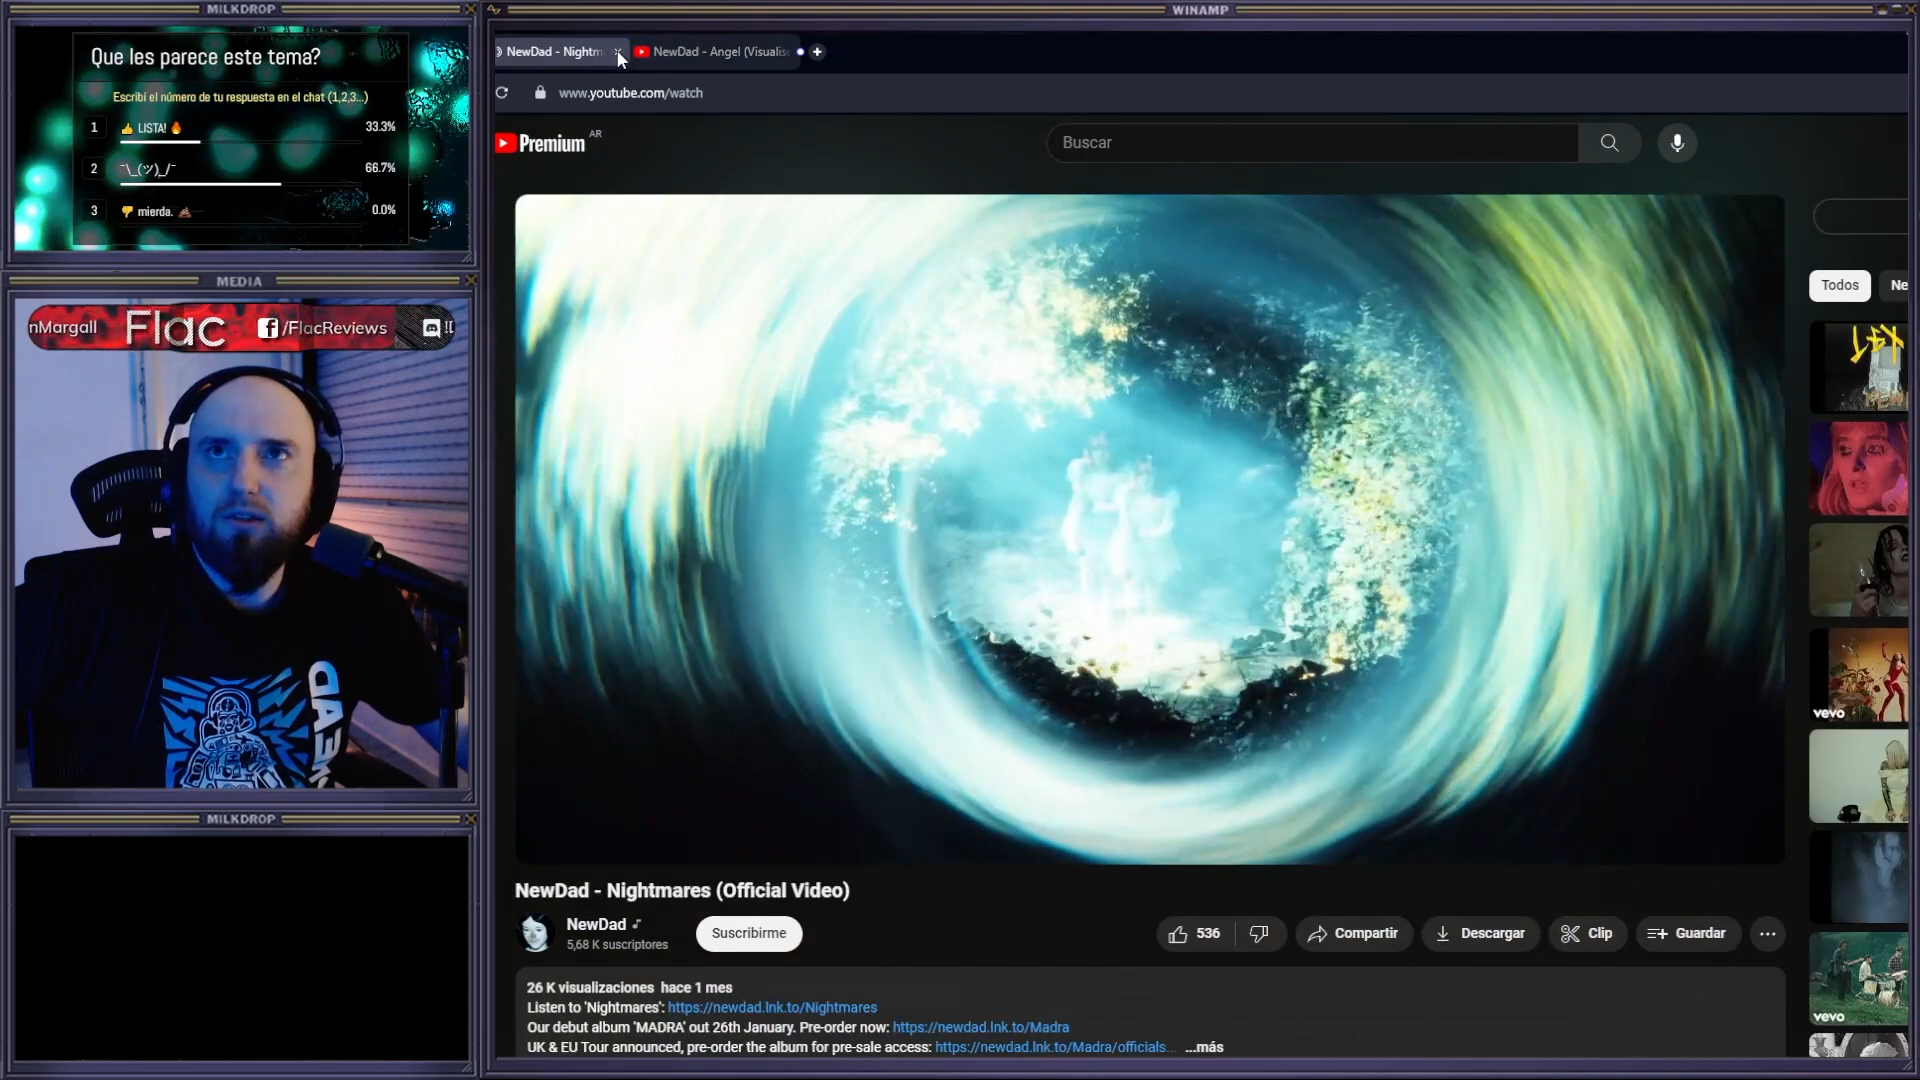 MILKDROP
Que les parece este tema?
Escribí el número de tu respuesta en el chat (1,2,3...)
1 👍 LISTA! 🔥 33.3%
2 ¯\_(ツ)_/¯ 66.7%
3 👎 mierda. 💩 0.0%
MEDIA
nMargall Flac /FlacReviews
MILKDROP
WINAMP
NewDad - Nightm
NewDad - Angel (Visualis
www.youtube.com/watch
Premium AR
Buscar
Todos Ne
vevo
vevo
NewDad - Nightmares (Official Video)
NewDad
5,68 K suscriptores
Suscribirme
536
Compartir
Descargar
Clip
Guardar
26 K visualizaciones hace 1 mes
Listen to 'Nightmares': https://newdad.lnk.to/Nightmares
Our debut album 'MADRA' out 26th January. Pre-order now: https://newdad.lnk.to/Madra
UK & EU Tour announced, pre-order the album for pre-sale access: https://newdad.lnk.to/Madra/officials... ...más